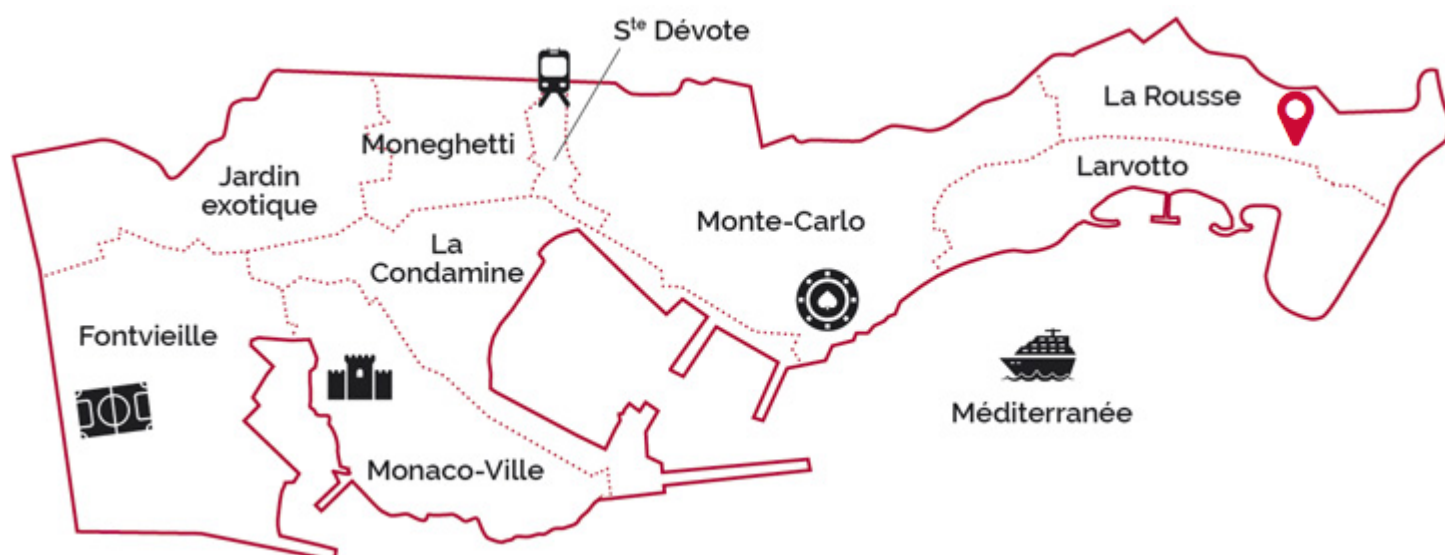 Sᵗᵉ Dévote
La Rousse
Moneghetti
Larvotto
Jardin
exotique
Monte-Carlo
La
Condamine
Fontvieille
Méditerranée
Monaco-Ville